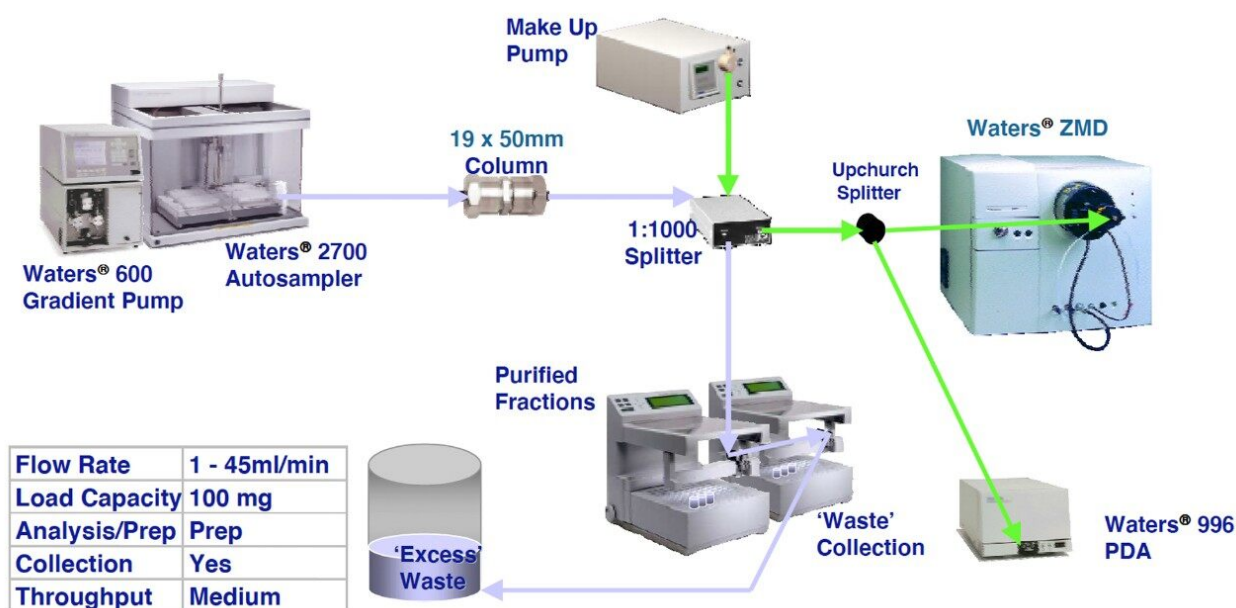 Make Up
Pump
Waters® ZMD
19 x 50mm
Column
Upchurch
Splitter
1:1000
Splitter
Waters® 600
Gradient Pump
Waters® 2700
Autosampler
Purified
Fractions
'Waste'
Collection
Waters® 996
PDA
'Excess'
Waste
Flow Rate 1 - 45ml/min
Load Capacity 100 mg
Analysis/Prep Prep
Collection Yes
Throughput Medium